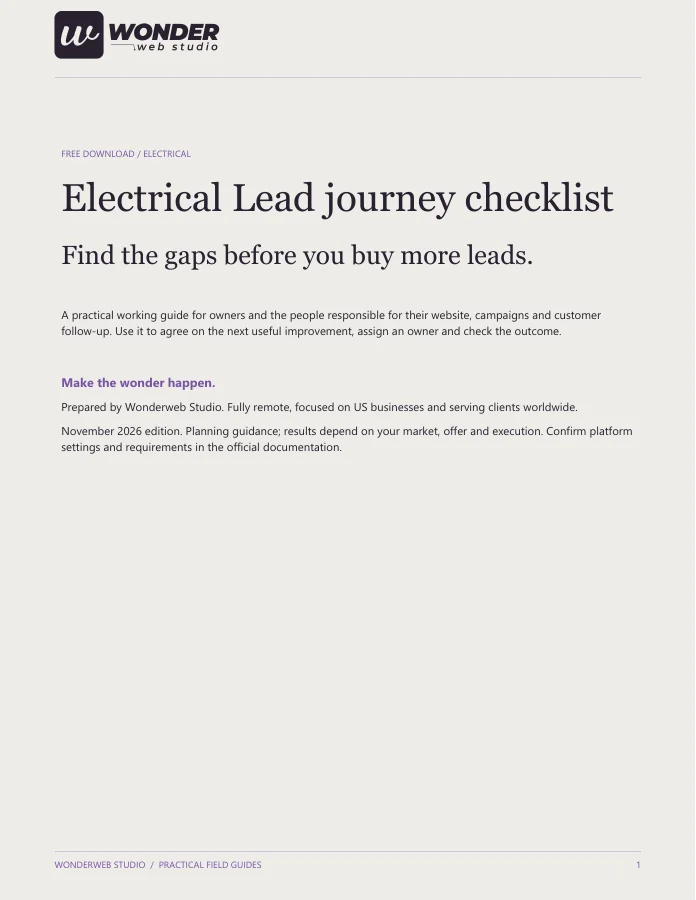 w WONDER
web studio
FREE DOWNLOAD / ELECTRICAL
Electrical Lead journey checklist
Find the gaps before you buy more leads.
A practical working guide for owners and the people responsible for their website, campaigns and customer
follow-up. Use it to agree on the next useful improvement, assign an owner and check the outcome.
Make the wonder happen.
Prepared by Wonderweb Studio. Fully remote, focused on US businesses and serving clients worldwide.
November 2026 edition. Planning guidance; results depend on your market, offer and execution. Confirm platform
settings and requirements in the official documentation.
WONDERWEB STUDIO / PRACTICAL FIELD GUIDES 1